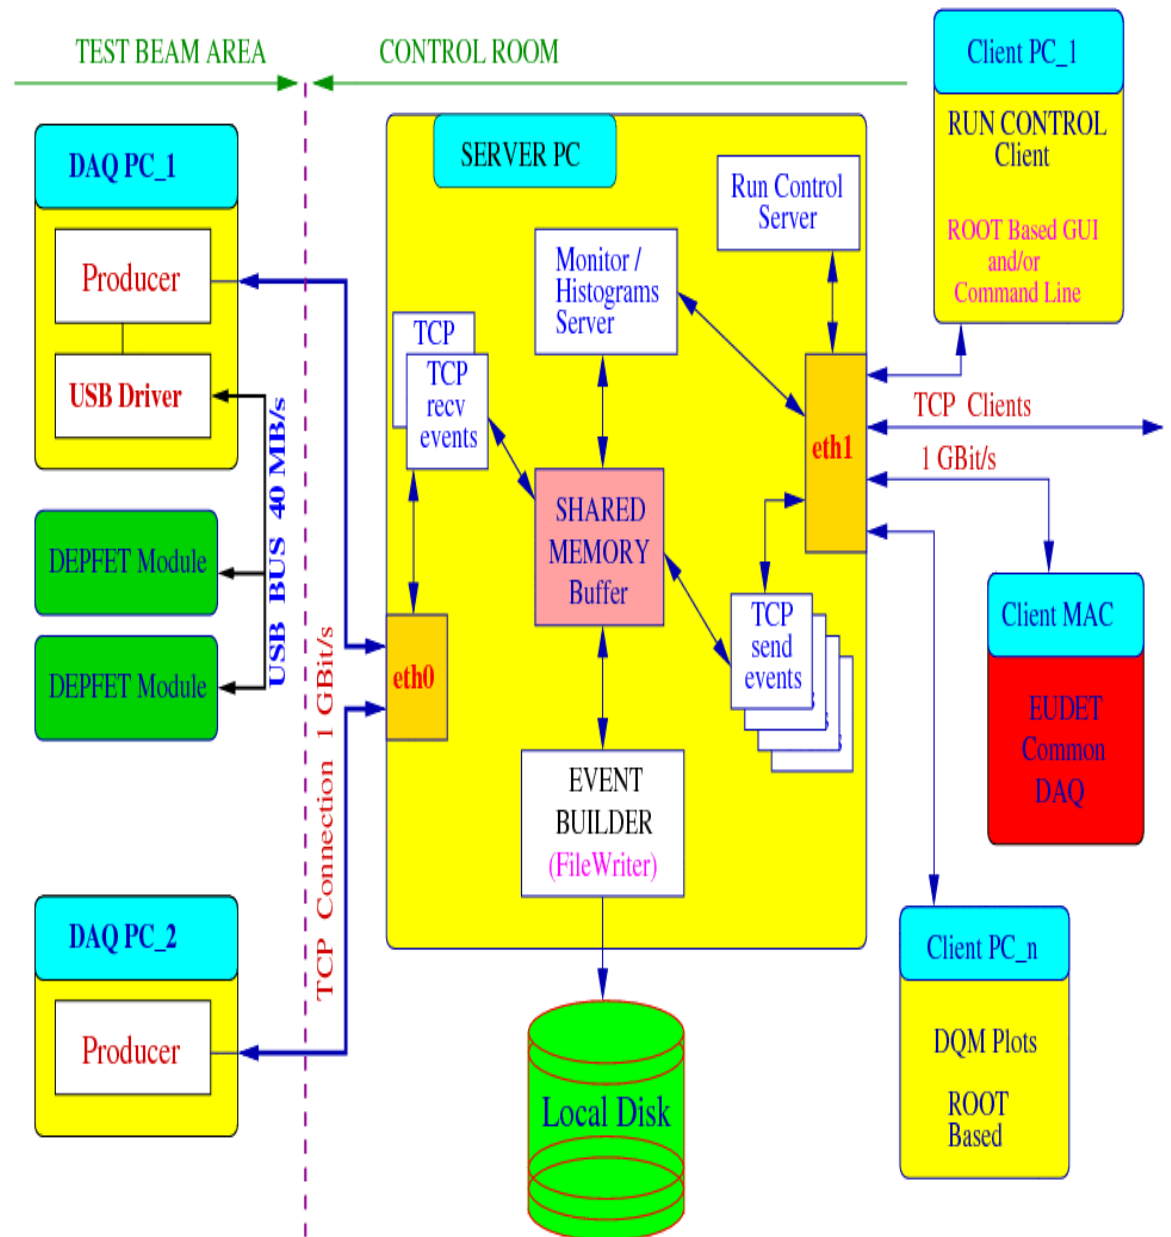 TEST BEAM AREA
CONTROL ROOM
DAQ PC_1
Producer
USB Driver
USB BUS 40 MB/s
DEPFET Module
DEPFET Module
TCP Connection 1 GBit/s
DAQ PC_2
Producer
SERVER PC
Run Control
Server
Monitor /
Histograms
Server
TCP
TCP
recv
events
SHARED
MEMORY
Buffer
eth0
eth1
TCP
send
events
EVENT
BUILDER
(FileWriter)
Local Disk
Client PC_1
RUN CONTROL
Client
ROOT Based GUI
and/or
Command Line
TCP Clients
1 GBit/s
Client MAC
EUDET
Common
DAQ
Client PC_n
DQM Plots
ROOT
Based